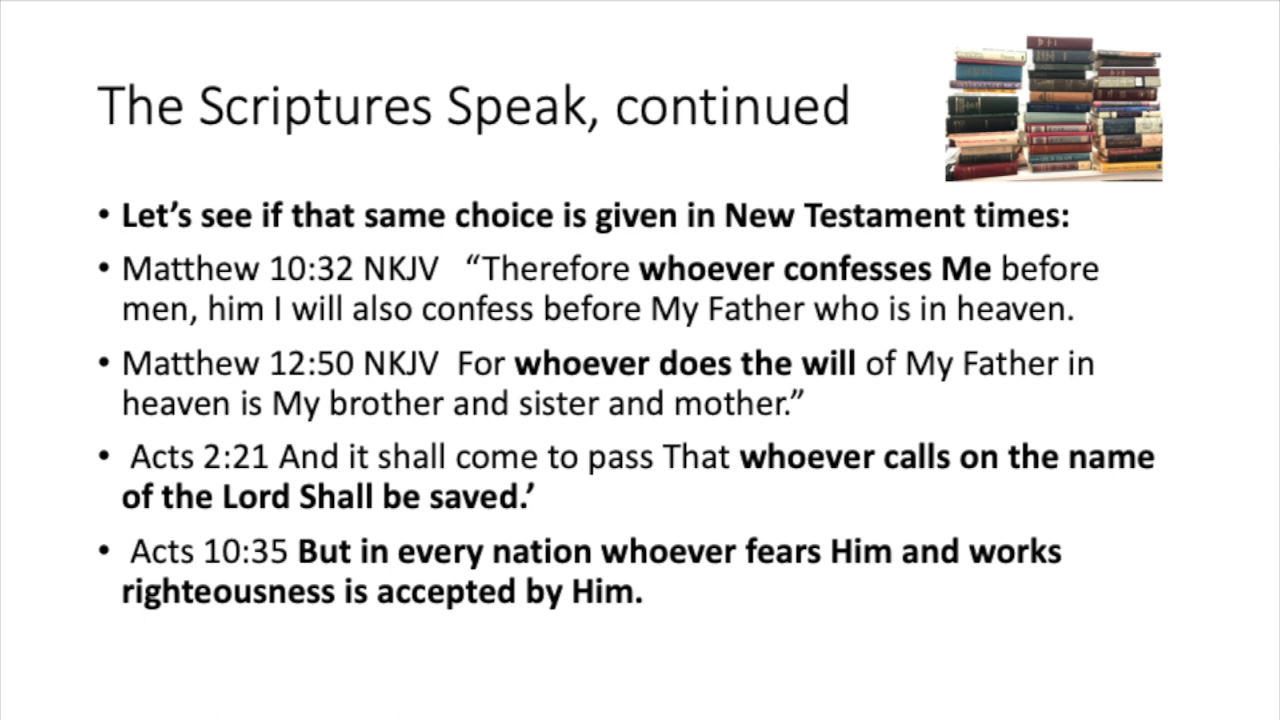 The Scriptures Speak, continued
• Let’s see if that same choice is given in New Testament times:
• Matthew 10:32 NKJV “Therefore whoever confesses Me before
men, him I will also confess before My Father who is in heaven.
• Matthew 12:50 NKJV For whoever does the will of My Father in
heaven is My brother and sister and mother.”
• Acts 2:21 And it shall come to pass That whoever calls on the name
of the Lord Shall be saved.’
• Acts 10:35 But in every nation whoever fears Him and works
righteousness is accepted by Him.